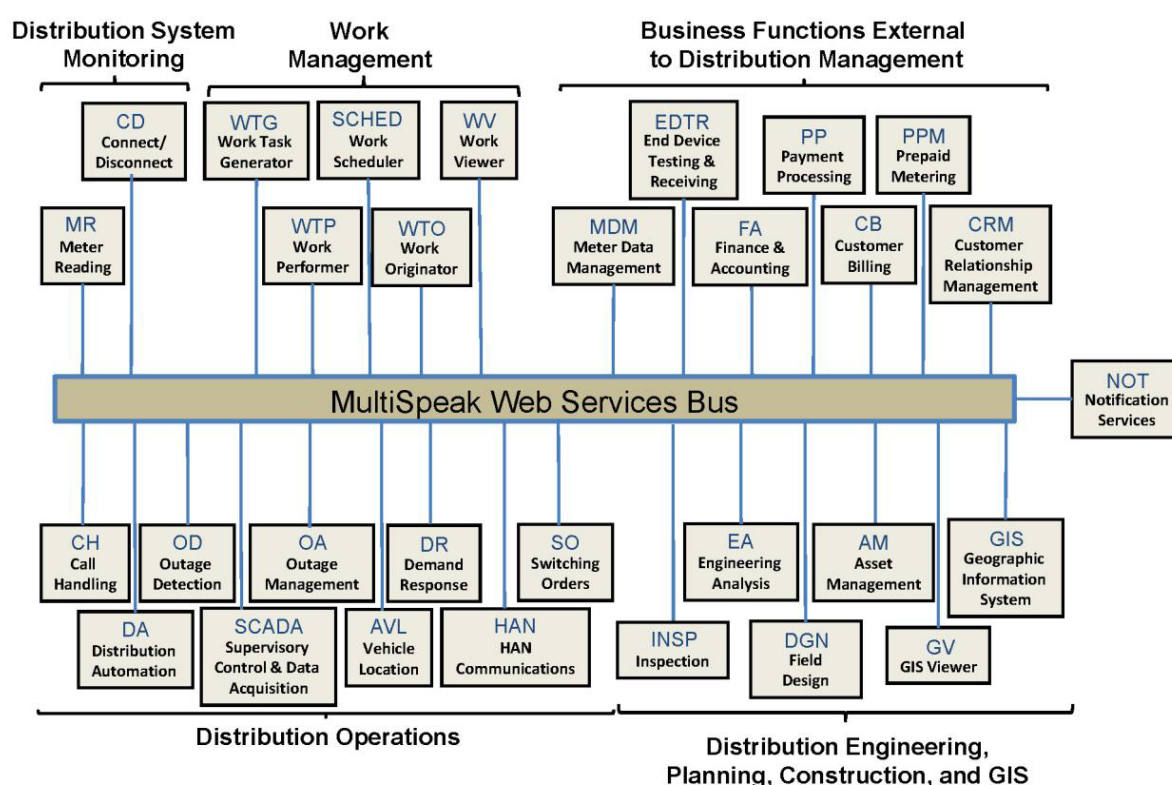 Distribution System
Monitoring
Work
Management
Business Functions External
to Distribution Management
CD
Connect/
Disconnect
WTG
Work Task
Generator
SCHED
Work
Scheduler
WV
Work
Viewer
EDTR
End Device
Testing &
Receiving
PP
Payment
Processing
PPM
Prepaid
Metering
MR
Meter
Reading
WTP
Work
Performer
WTO
Work
Originator
MDM
Meter Data
Management
FA
Finance &
Accounting
CB
Customer
Billing
CRM
Customer
Relationship
Management
MultiSpeak Web Services Bus
NOT
Notification
Services
CH
Call
Handling
OD
Outage
Detection
OA
Outage
Management
DR
Demand
Response
SO
Switching
Orders
EA
Engineering
Analysis
AM
Asset
Management
GIS
Geographic
Information
System
DA
Distribution
Automation
SCADA
Supervisory
Control & Data
Acquisition
AVL
Vehicle
Location
HAN
HAN
Communications
INSP
Inspection
DGN
Field
Design
GV
GIS Viewer
Distribution Operations
Distribution Engineering,
Planning, Construction, and GIS